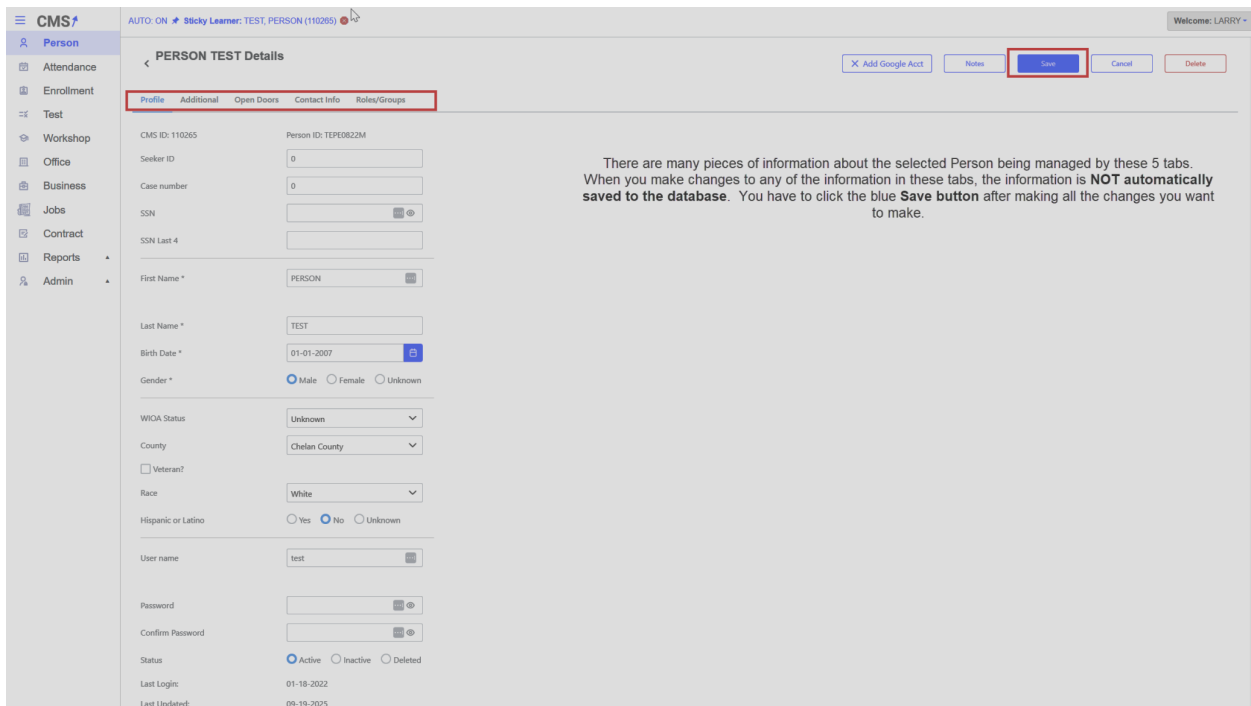 CMS
AUTO: ON Sticky Learner: TEST, PERSON (110265)
Welcome: LARRY
Person
Attendance
Enrollment
Test
Workshop
Office
Business
Jobs
Contract
Reports
Admin
PERSON TEST Details
Add Google Acct Notes Save Cancel Delete
Profile Additional Open Doors Contact Info Roles/Groups
CMS ID: 110265 Person ID: TEPE0822M
Seeker ID 0
Case number 0
SSN
SSN Last 4
First Name * PERSON
Last Name * TEST
Birth Date * 01-01-2007
Gender * Male Female Unknown
WIOA Status Unknown
County Chelan County
Veteran?
Race White
Hispanic or Latino Yes No Unknown
User name test
Password
Confirm Password
Status Active Inactive Deleted
Last Login: 01-18-2022
Last Updated: 09-19-2025
There are many pieces of information about the selected Person being managed by these 5 tabs.
When you make changes to any of the information in these tabs, the information is NOT automatically
saved to the database. You have to click the blue Save button after making all the changes you want
to make.